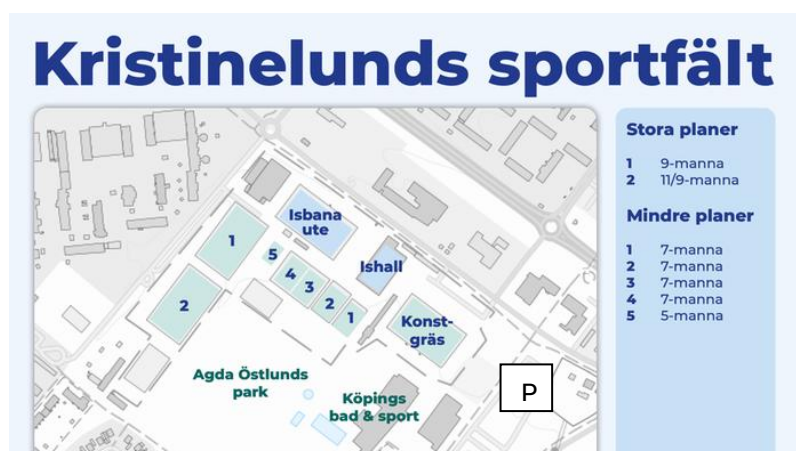 Kristinelunds sportfält
Isbana
ute
1
5
Ishall
4
3
2
2
1
Konst-
gräs
Agda Östlunds
park
Köpings
bad & sport
P
Stora planer
1 9-manna
2 11/9-manna
Mindre planer
1 7-manna
2 7-manna
3 7-manna
4 7-manna
5 5-manna